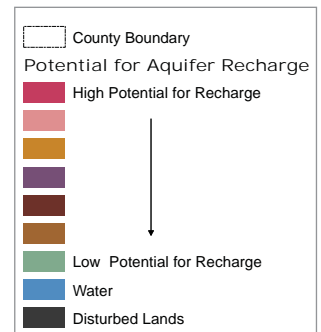 County Boundary
Potential for Aquifer Recharge
High Potential for Recharge
Low Potential for Recharge
Water
Disturbed Lands